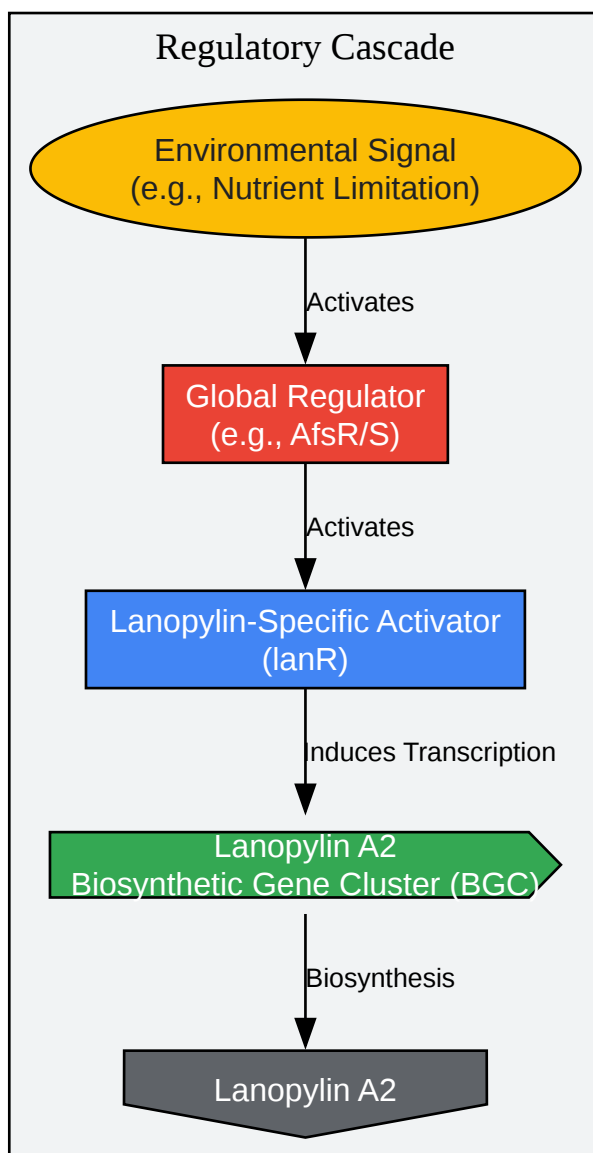 Regulatory Cascade
Environmental Signal
(e.g., Nutrient Limitation)
Activates
Global Regulator
(e.g., AfsR/S)
Activates
Lanopylin-Specific Activator
(lanR)
Induces Transcription
Lanopylin A2
Biosynthetic Gene Cluster (BGC)
Biosynthesis
Lanopylin A2